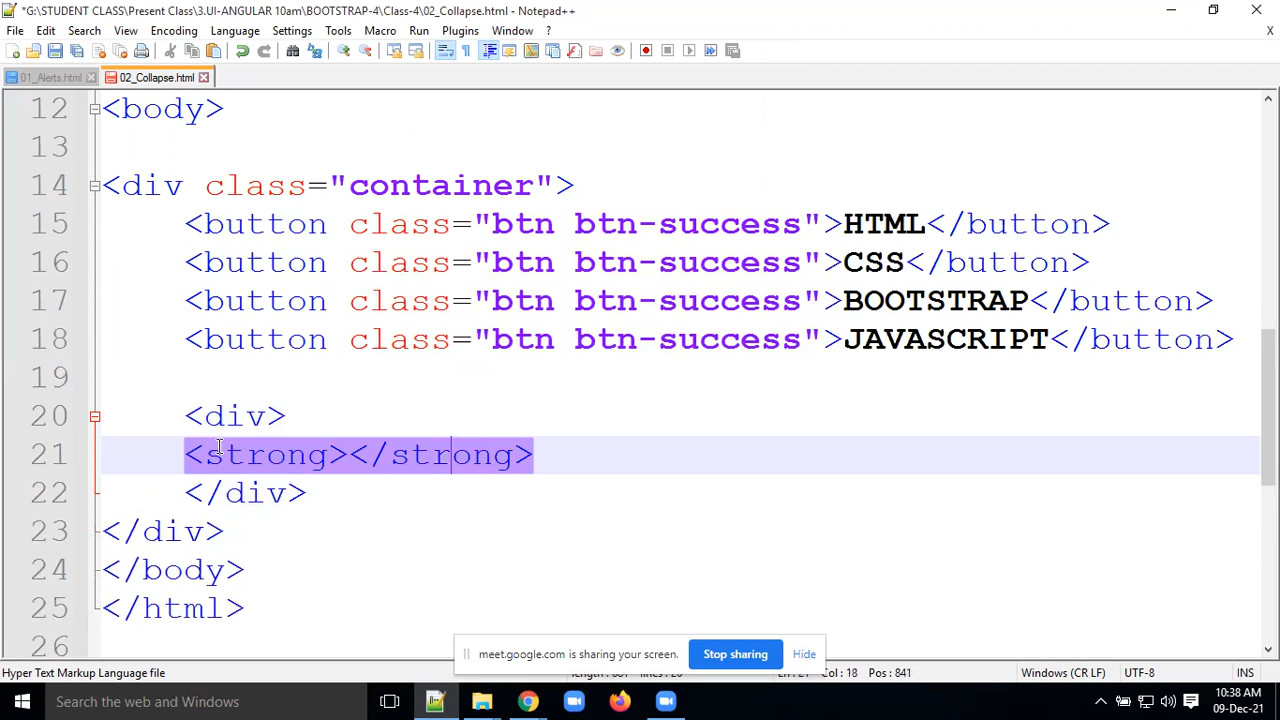 *G:\STUDENT CLASS\Present Class\3.UI-ANGULAR 10am\BOOTSTRAP-4\Class-4\02_Collapse.html - Notepad++
File Edit Search View Encoding Language Settings Tools Macro Run Plugins Window ? X
01_Alerts.html 02_Collapse.html
12 <body>
13
14 <div class="container">
15 <button class="btn btn-success">HTML</button>
16 <button class="btn btn-success">CSS</button>
17 <button class="btn btn-success">BOOTSTRAP</button>
18 <button class="btn btn-success">JAVASCRIPT</button>
19
20 <div>
21 <strong></strong>
22 </div>
23 </div>
24 </body>
25 </html>
26
meet.google.com is sharing your screen. Stop sharing Hide
Hyper Text Markup Language file Col : 18 Pos : 841 Windows (CR LF) UTF-8 INS
Search the Web and Windows
10:38 AM
09-Dec-21